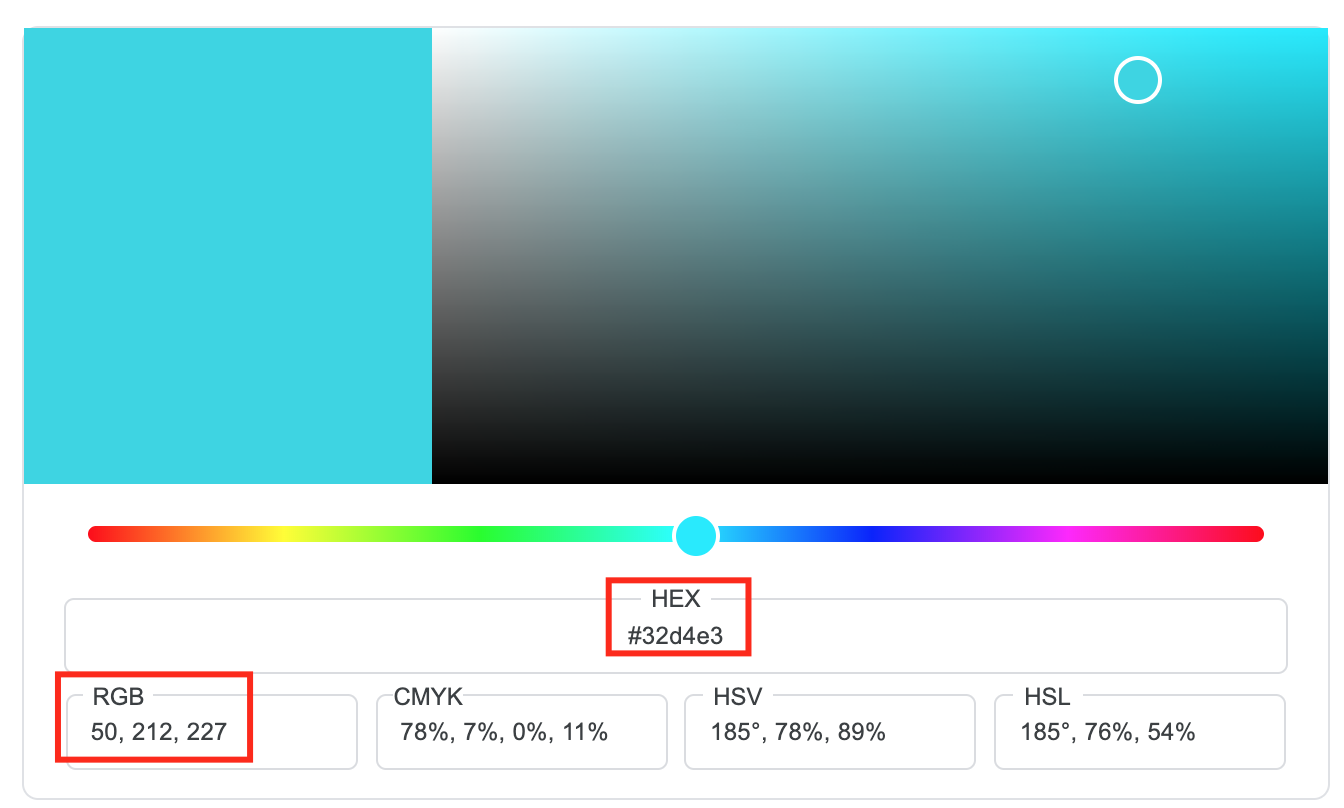 HEX
#32d4e3
RGB
50, 212, 227
CMYK
78%, 7%, 0%, 11%
HSV
185°, 78%, 89%
HSL
185°, 76%, 54%